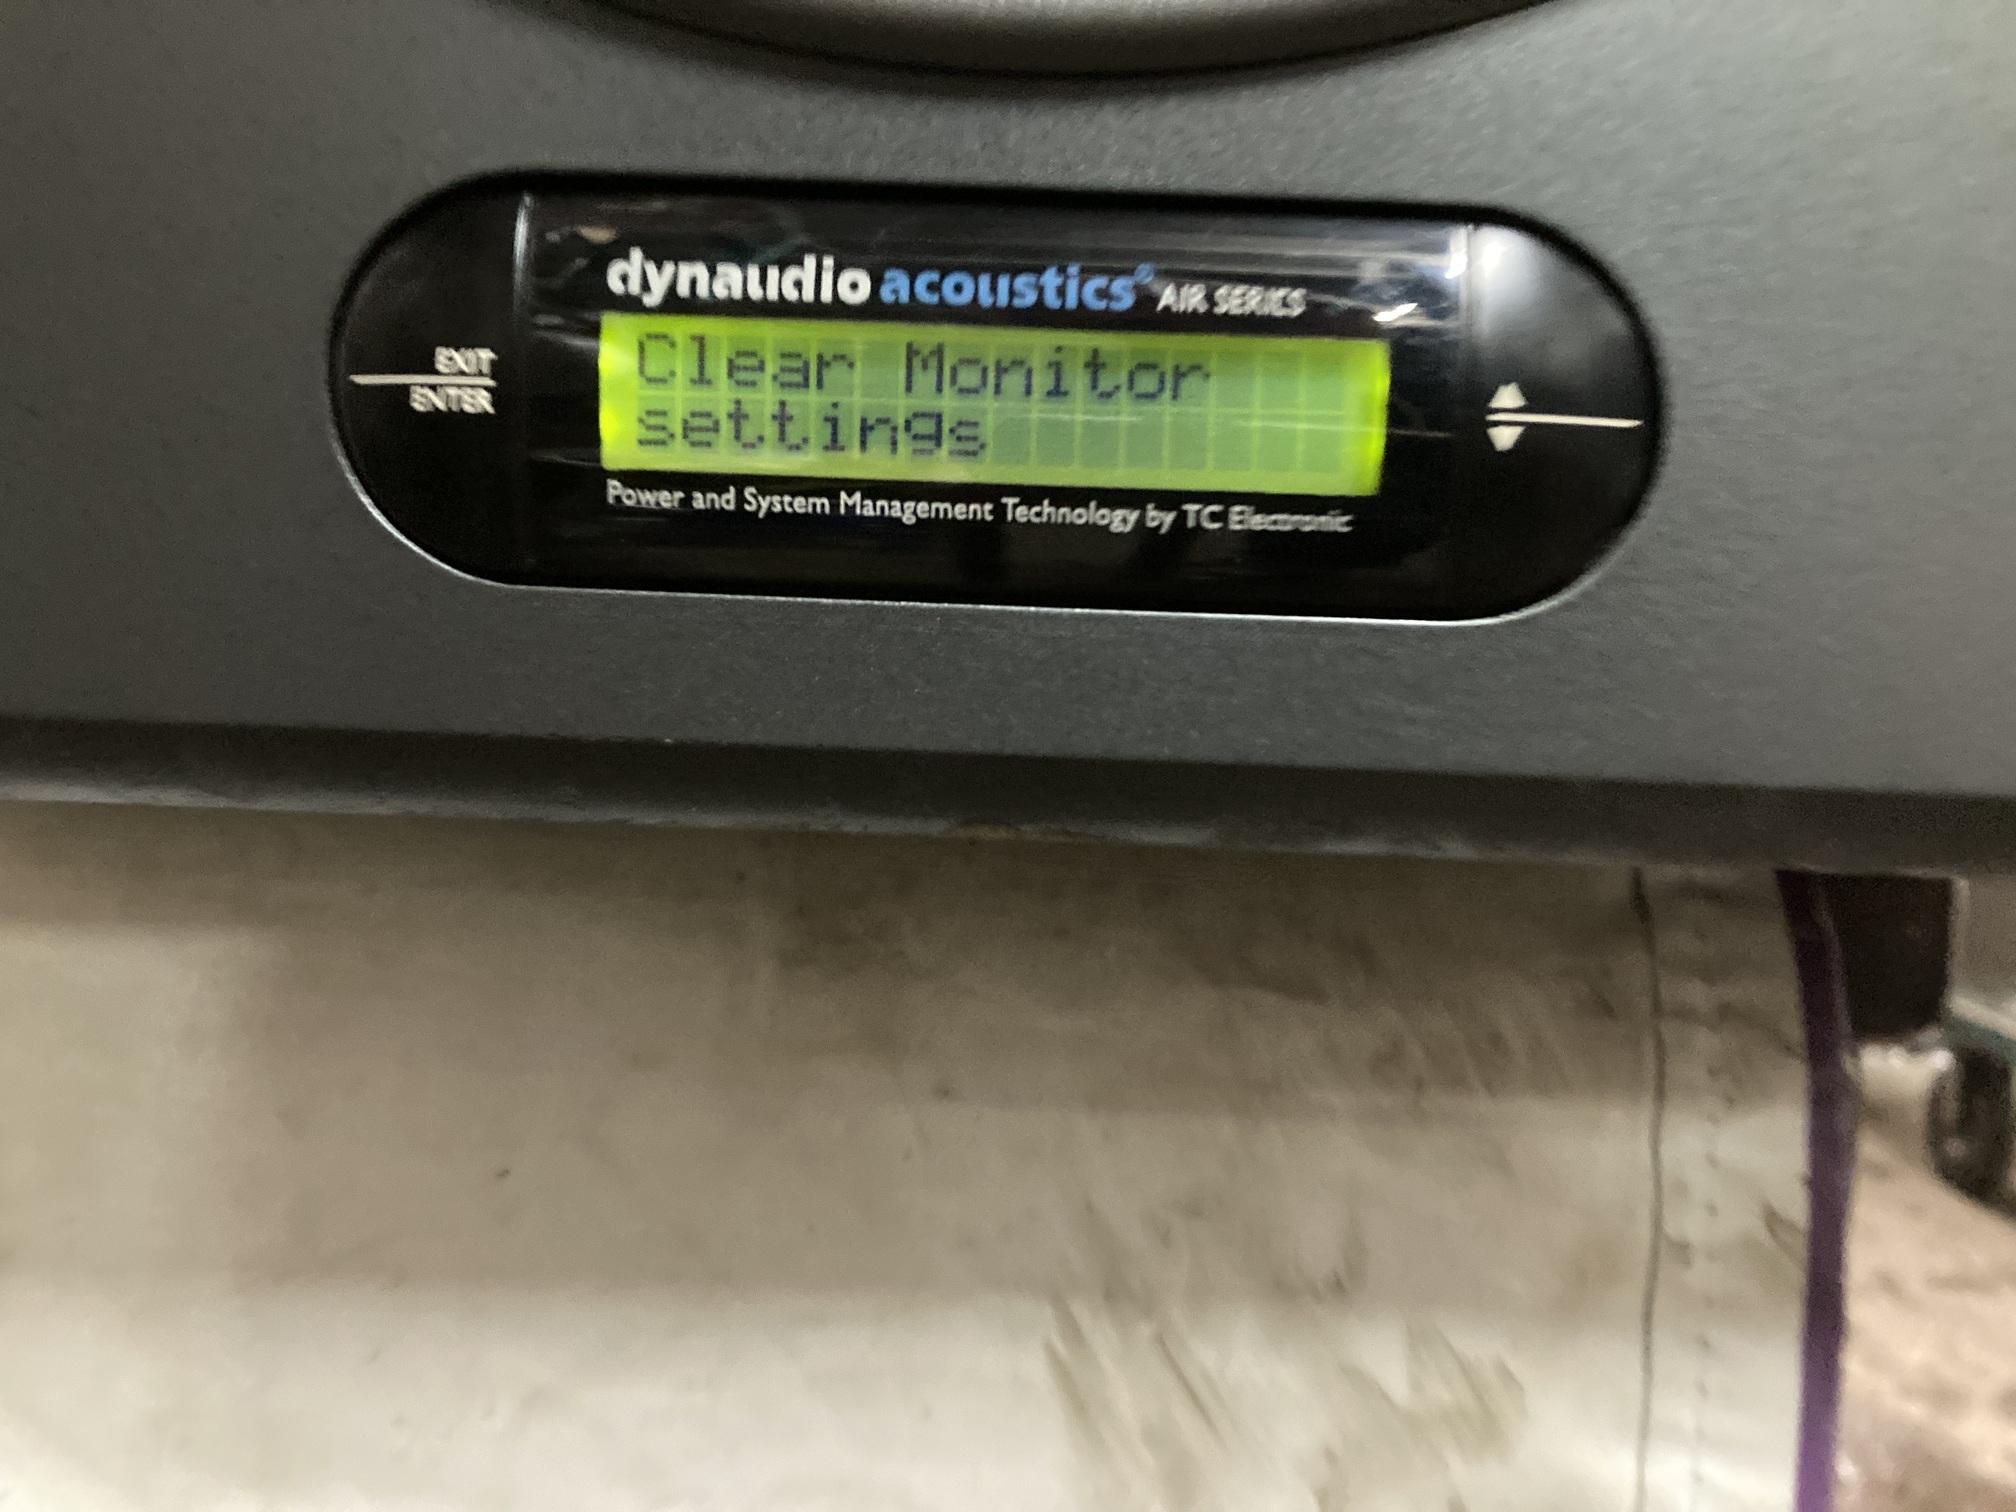 dynaudio acoustics® AIR SERIES
EXIT
ENTER
Clear Monitor
settings
Power and System Management Technology by TC Electronic